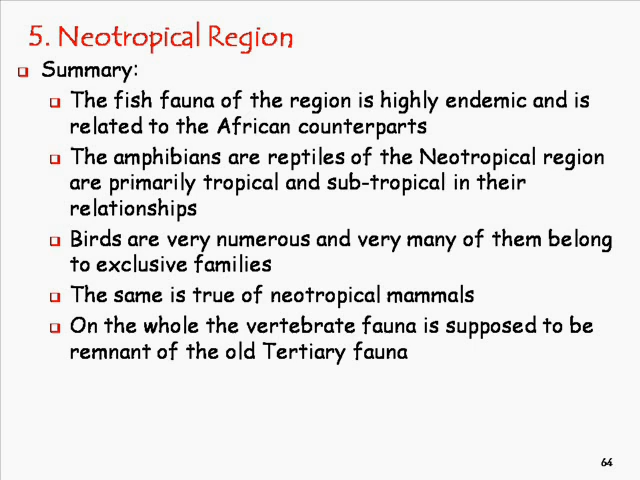 5. Neotropical Region
Summary:
The fish fauna of the region is highly endemic and is
related to the African counterparts
The amphibians are reptiles of the Neotropical region
are primarily tropical and sub-tropical in their
relationships
Birds are very numerous and very many of them belong
to exclusive families
The same is true of neotropical mammals
On the whole the vertebrate fauna is supposed to be
remnant of the old Tertiary fauna
64